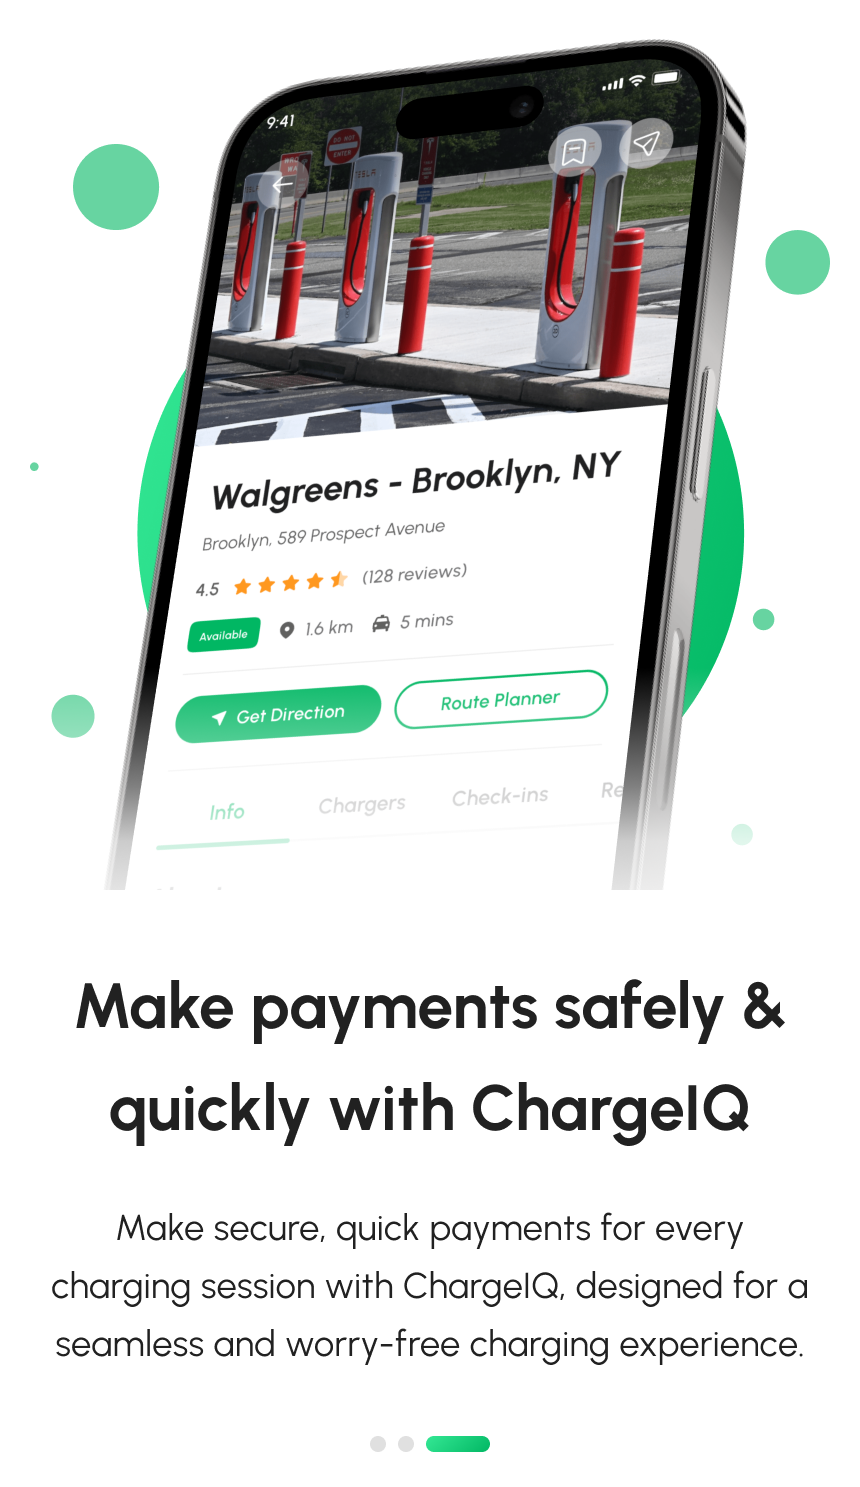 9:41
DO NOT
ENTER
TESLA
Walgreens - Brooklyn, NY
Brooklyn, 589 Prospect Avenue
4.5 (128 reviews)
Available 1.6 km 5 mins
Get Direction Route Planner
Info Chargers Check-ins Re
Make payments safely &
quickly with ChargeIQ
Make secure, quick payments for every
charging session with ChargeIQ, designed for a
seamless and worry-free charging experience.